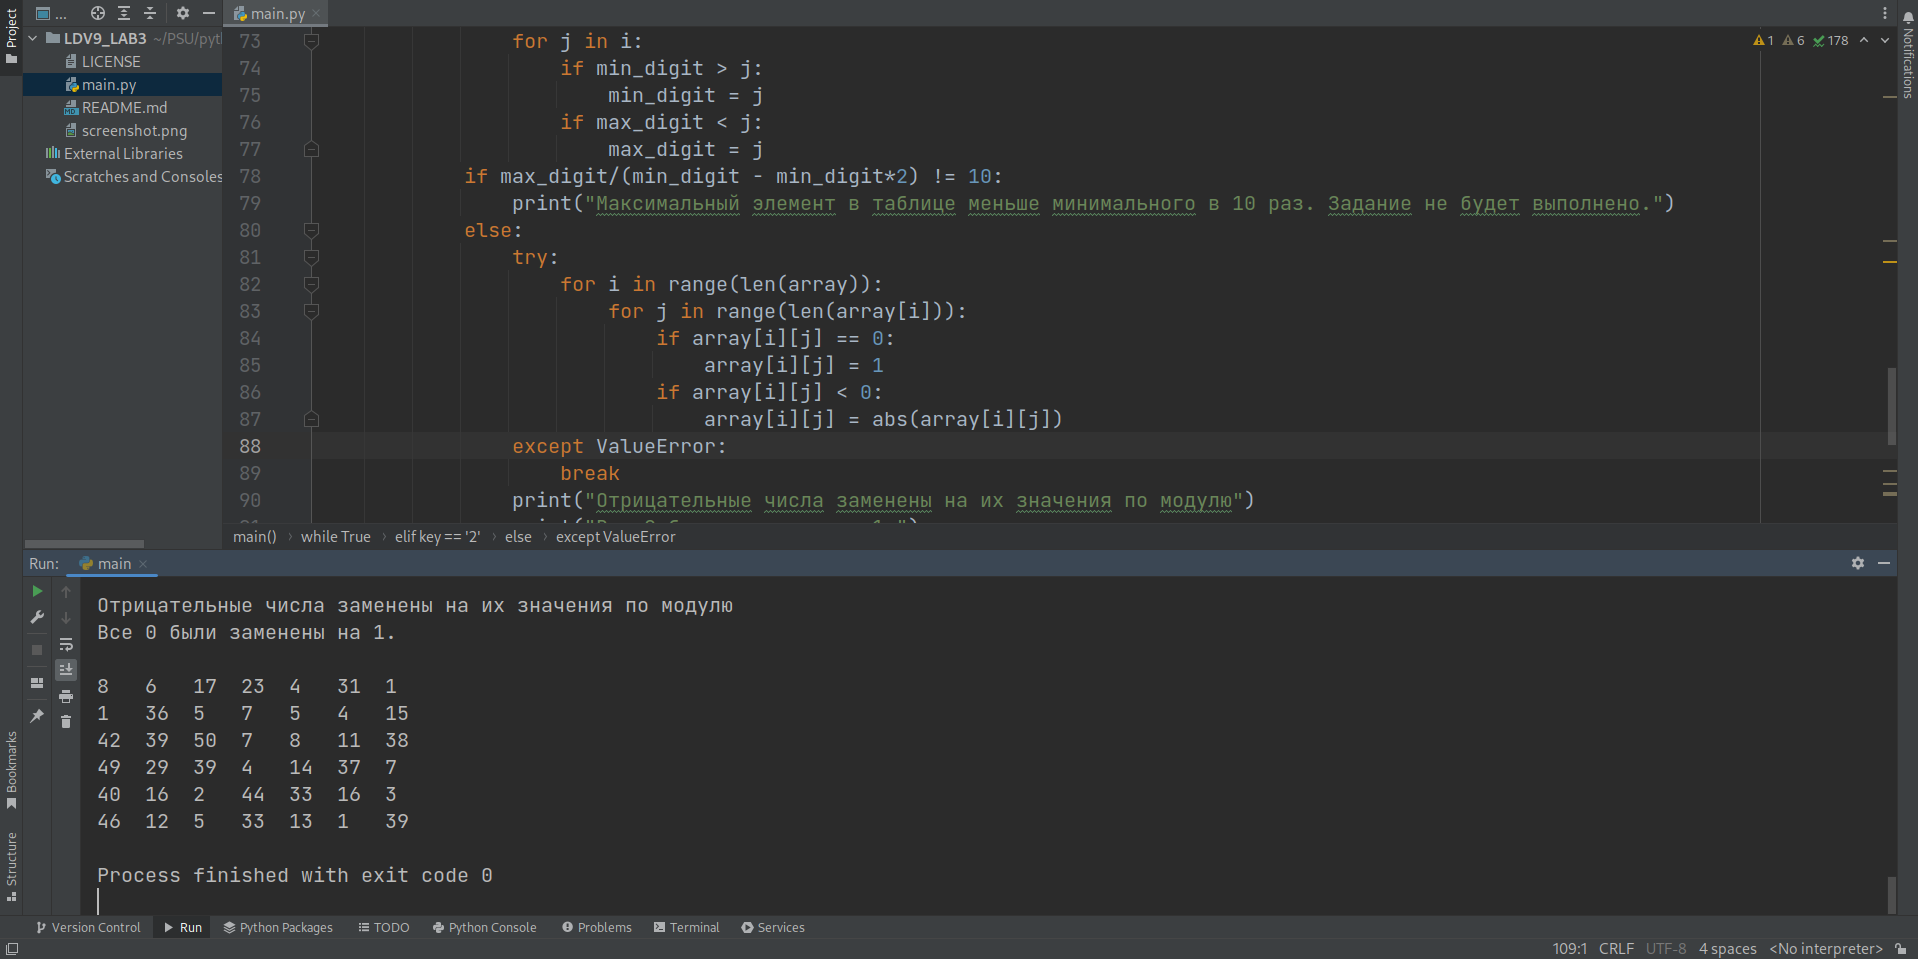 Project
...
main.py
LDV9_LAB3 ~/PSU/pyt
LICENSE
main.py
README.md
screenshot.png
External Libraries
Scratches and Consoles
73 for j in i:
74 if min_digit > j:
75 min_digit = j
76 if max_digit < j:
77 max_digit = j
78 if max_digit/(min_digit - min_digit*2) != 10:
79 print("Максимальный элемент в таблице меньше минимального в 10 раз. Задание не будет выполнено.")
80 else:
81 try:
82 for i in range(len(array)):
83 for j in range(len(array[i])):
84 if array[i][j] == 0:
85 array[i][j] = 1
86 if array[i][j] < 0:
87 array[i][j] = abs(array[i][j])
88 except ValueError:
89 break
90 print("Отрицательные числа заменены на их значения по модулю")
1 6 178
Notifications
main() › while True › elif key == '2' › else › except ValueError
Run: main
Отрицательные числа заменены на их значения по модулю
Все 0 были заменены на 1.
8 6 17 23 4 31 1
1 36 5 7 5 4 15
42 39 50 7 8 11 38
49 29 39 4 14 37 7
40 16 2 44 33 16 3
46 12 5 33 13 1 39
Process finished with exit code 0
Bookmarks
Structure
Version Control Run Python Packages TODO Python Console Problems Terminal Services
109:1 CRLF UTF-8 4 spaces <No interpreter>